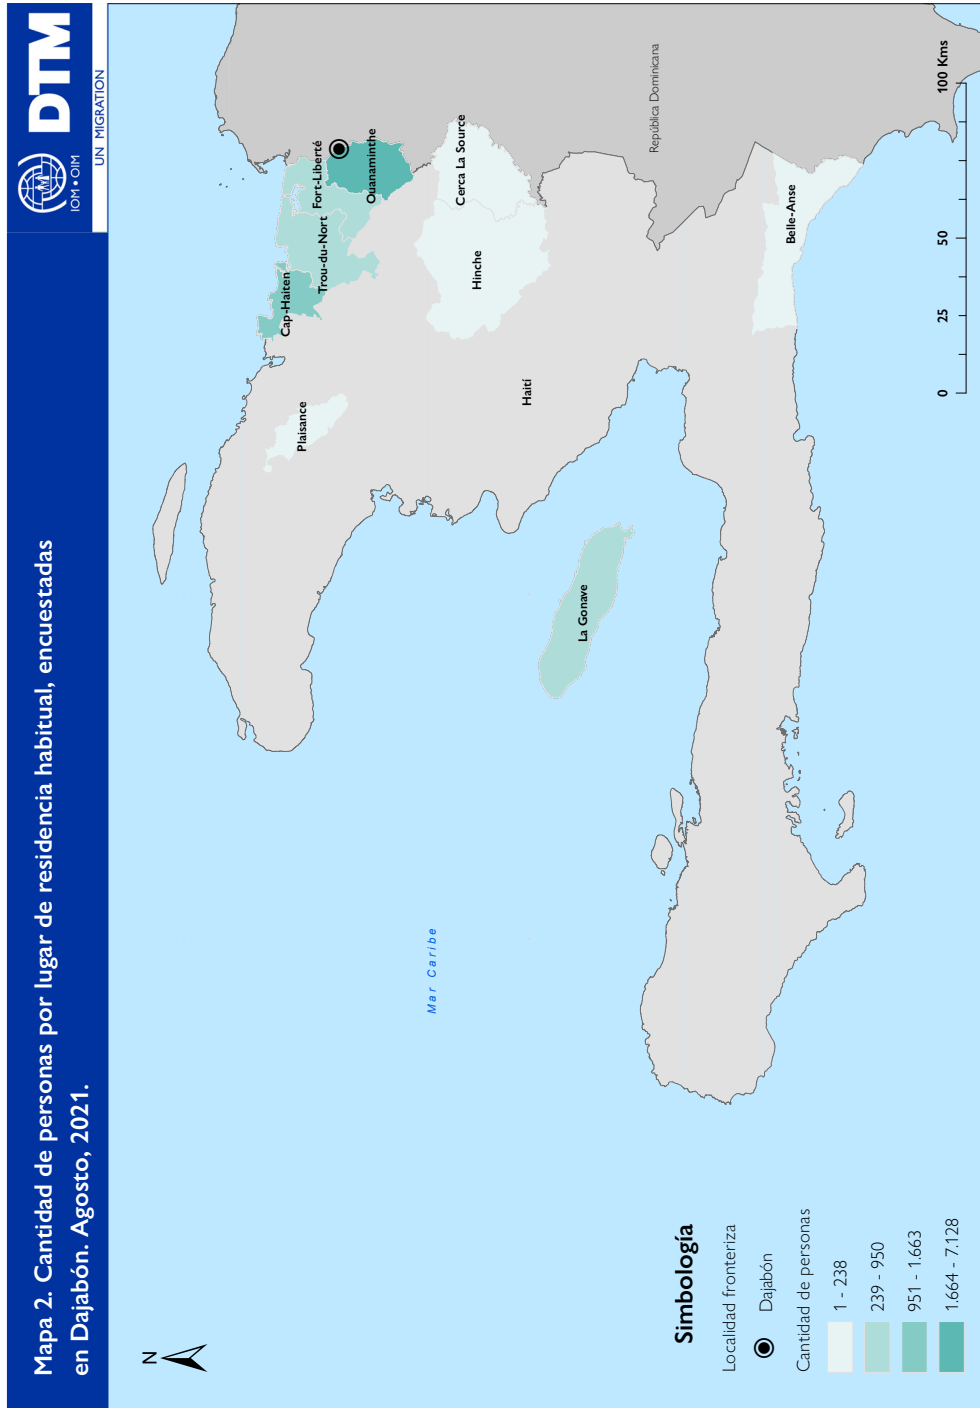 Mapa 2. Cantidad de personas por lugar de residencia habitual, encuestadas
en Dajabón. Agosto, 2021.
IOM • OIM
DTM
UN MIGRATION
N
Cap-Haiten
Trou-du-Nort
Fort-Liberté
Ouanaminthe
Plaisance
Cerca La Source
Hinche
Haití
República Dominicana
La Gonave
Belle-Anse
Mar Caribe
Simbología
Localidad fronteriza
Dajabón
Cantidad de personas
1 - 238
239 - 950
951 - 1.663
1.664 - 7.128
0 25 50 100 Kms